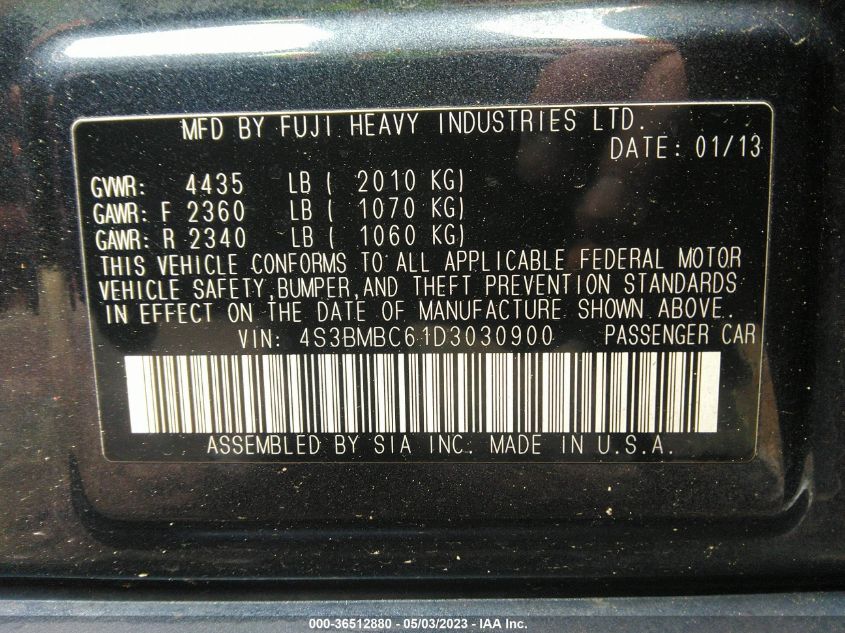 MFD BY FUJI HEAVY INDUSTRIES LTD.
DATE: 01/13
GVWR: 4435 LB ( 2010 KG)
GAWR: F 2360 LB ( 1070 KG)
GAWR: R 2340 LB ( 1060 KG)
THIS VEHICLE CONFORMS TO ALL APPLICABLE FEDERAL MOTOR
VEHICLE SAFETY,BUMPER,AND THEFT PREVENTION STANDARDS
IN EFFECT ON THE DATE OF MANUFACTURE SHOWN ABOVE.
VIN: 4S3BMBC61D3030900 PASSENGER CAR
ASSEMBLED BY SIA INC. MADE IN U.S.A.
000-36512880 - 05/03/2023 - IAA Inc.